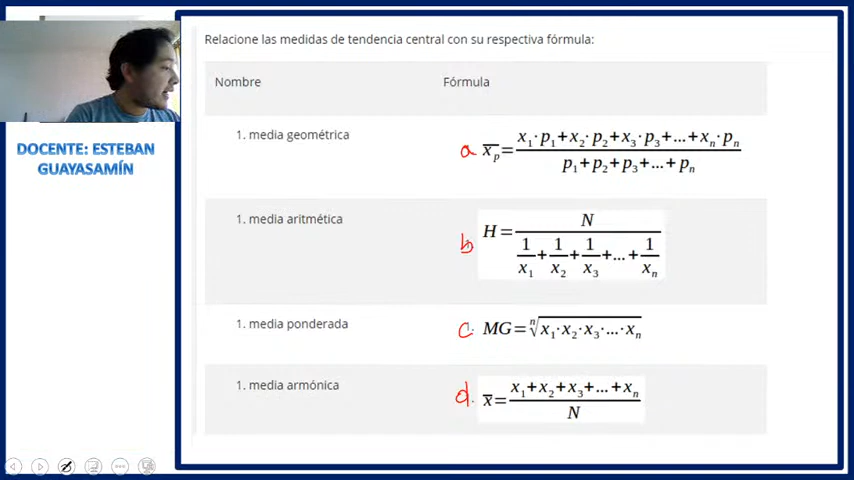 Relacione las medidas de tendencia central con su respectiva fórmula:
Nombre Fórmula
DOCENTE: ESTEBAN
GUAYASAMÍN
1. media geométrica a x̄ₚ = (x₁·p₁+x₂·p₂+x₃·p₃+...+xₙ·pₙ) / (p₁+p₂+p₃+...+pₙ)
1. media aritmética b H = N / (1/x₁ + 1/x₂ + 1/x₃ +...+ 1/xₙ)
1. media ponderada c. MG = ⁿ√(x₁·x₂·x₃·...·xₙ)
1. media armónica d. x̄ = (x₁+x₂+x₃+...+xₙ) / N